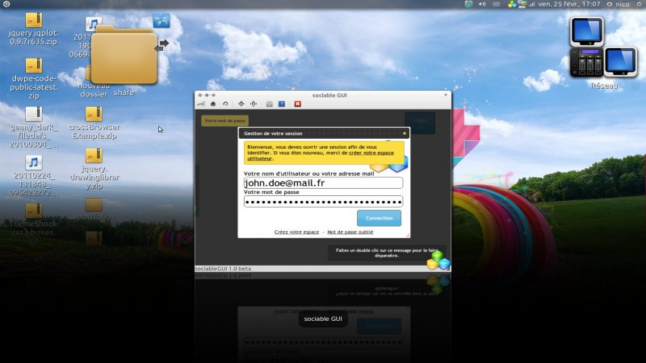 ven. 25 févr, 17:07
nico
jquery.jqplot.
0.9.7r635.zip
dwpe-code-
public-latest.
zip
geany_dark_
20110224_
crossBrowser
Example.zip
jquery.
drawinglibrar
y.zip
nouveau
dossier
share
Réseau
sociable GUI
Votre mot de passe
Gestion de votre session
Bienvenue, vous devez ouvrir une session afin de vous
identifier. Si vous êtes nouveau, merci de créer votre espace
utilisateur.
Votre nom d'utilisateur ou votre adresse mail
john.doe@mail.fr
Votre mot de passe
Connection
Créez votre espace - Mot de passe oublié
Faites un double clic sur ce message pour le faire
disparaitre.
sociableGUI 1.0 beta
sociable GUI